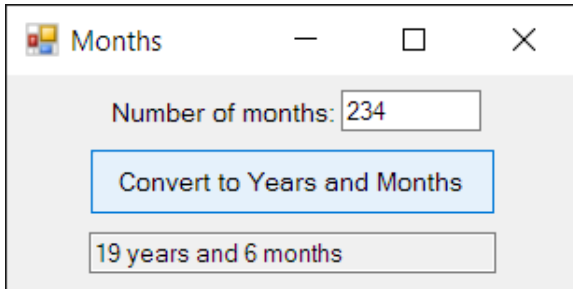 Months
Number of months: 234
Convert to Years and Months
19 years and 6 months